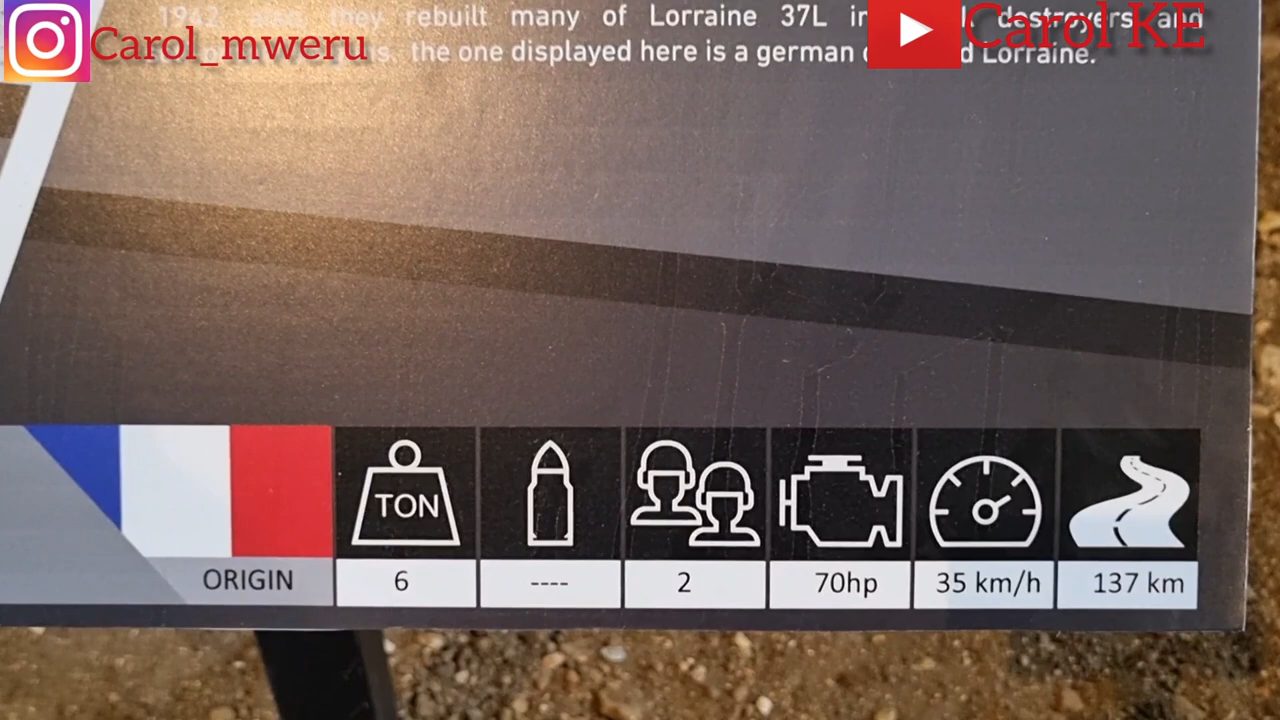 1942 they rebuilt many of Lorraine 37L in destroyers and
the one displayed here is a german Lorraine.
Carol_mweru
Carol KE
TON
ORIGIN 6 ---- 2 70hp 35 km/h 137 km